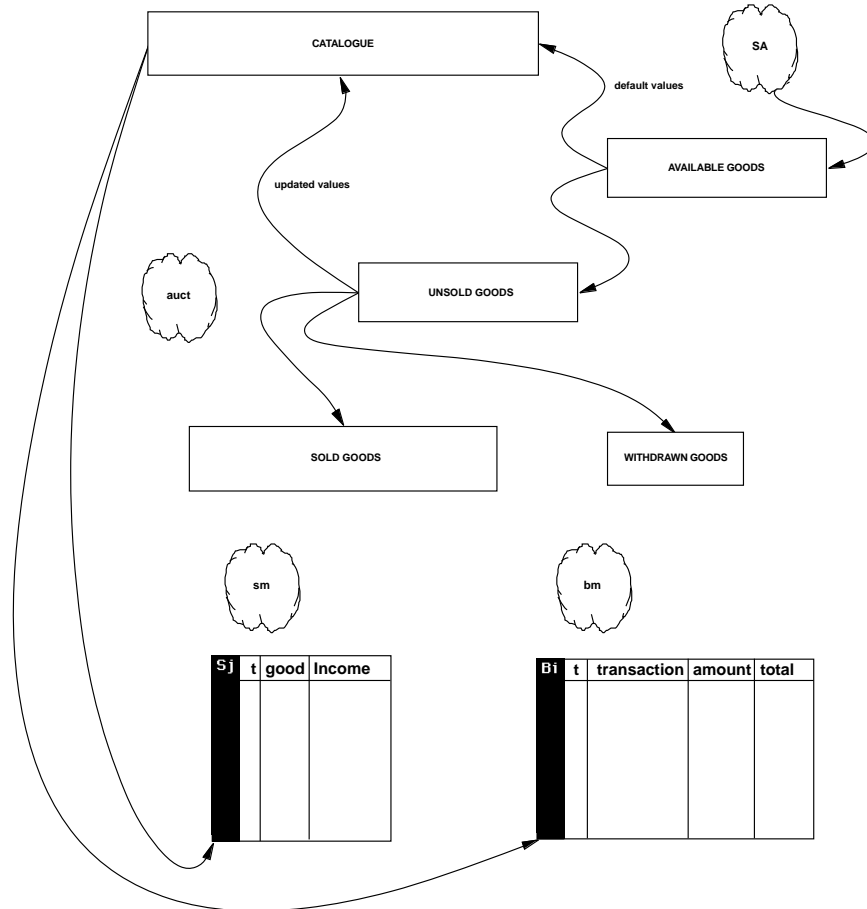 CATALOGUE
SA
default values
AVAILABLE GOODS
updated values
auct
UNSOLD GOODS
SOLD GOODS
WITHDRAWN GOODS
sm
bm
Sj t good Income
Bi t transaction amount total